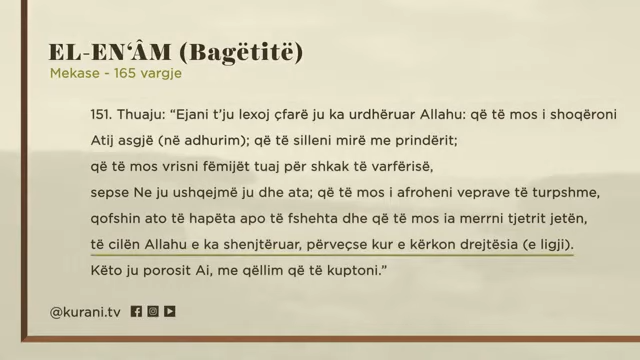 EL-EN‘ÂM (Bagëtitë)
Mekase - 165 vargje
151. Thuaju: “Ejani t’ju lexoj çfarë ju ka urdhëruar Allahu: që të mos i shoqëroni
Atij asgjë (në adhurim); që të silleni mirë me prindërit;
që të mos vrisni fëmijët tuaj për shkak të varfërisë,
sepse Ne ju ushqejmë ju dhe ata; që të mos i afroheni veprave të turpshme,
qofshin ato të hapëta apo të fshehta dhe që të mos ia merrni tjetrit jetën,
të cilën Allahu e ka shenjtëruar, përveçse kur e kërkon drejtësia (e ligji).
Këto ju porosit Ai, me qëllim që të kuptoni.”
@kurani.tv